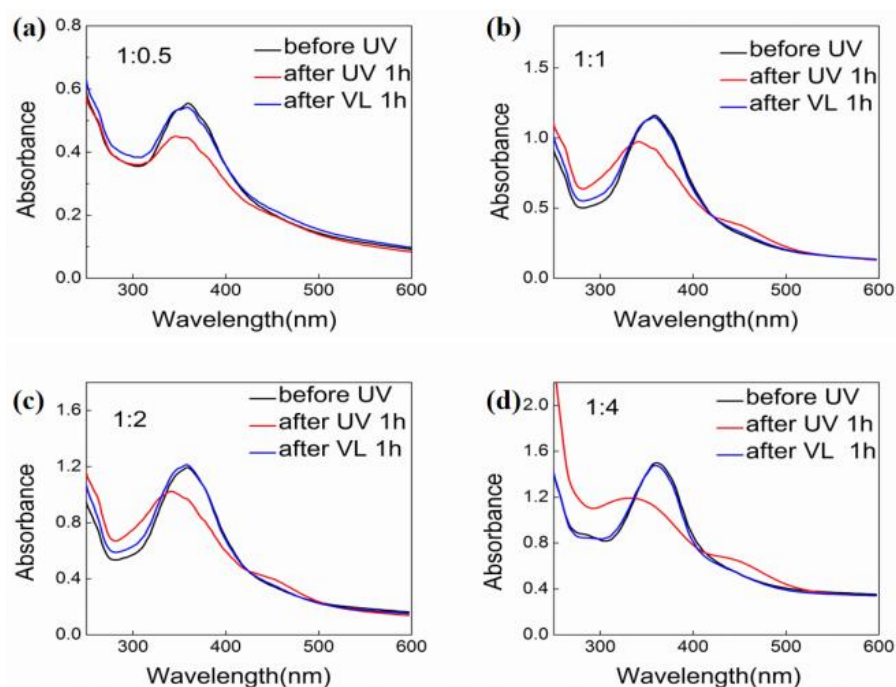 (a)
1:0.5
before UV
after UV 1h
after VL 1h
0.8
0.6
0.4
0.2
0.0
Absorbance
300
400
500
600
Wavelength(nm)
(b)
1:1
before UV
after UV 1h
after VL 1h
1.5
1.0
0.5
0.0
Absorbance
300
400
500
600
Wavelength(nm)
(c)
1:2
before UV
after UV 1h
after VL 1h
1.6
1.2
0.8
0.4
0.0
Absorbance
300
400
500
600
Wavelength(nm)
(d)
1:4
before UV
after UV 1h
after VL 1h
2.0
1.6
1.2
0.8
0.4
0.0
Absorbance
300
400
500
600
Wavelength(nm)